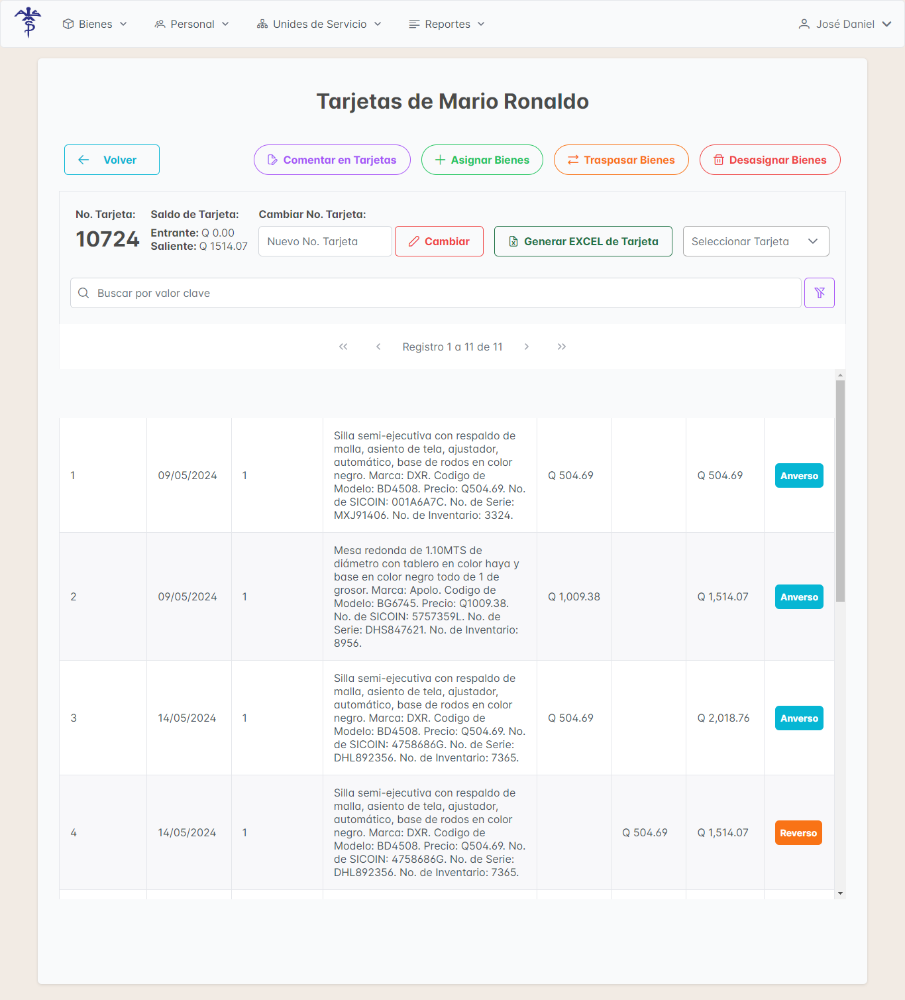 Bienes
Personal
Unides de Servicio
Reportes
José Daniel
Tarjetas de Mario Ronaldo
Volver
Comentar en Tarjetas
Asignar Bienes
Traspasar Bienes
Desasignar Bienes
No. Tarjeta:
10724
Saldo de Tarjeta:
Entrante: Q 0.00
Saliente: Q 1514.07
Cambiar No. Tarjeta:
Nuevo No. Tarjeta
Cambiar
Generar EXCEL de Tarjeta
Seleccionar Tarjeta
Buscar por valor clave
Registro 1 a 11 de 11
1
09/05/2024
1
Silla semi-ejecutiva con respaldo de
malla, asiento de tela, ajustador,
automático, base de rodos en color
negro. Marca: DXR. Codigo de
Modelo: BD4508. Precio: Q504.69. No.
de SICOIN: 001A6A7C. No. de Serie:
MXJ91406. No. de Inventario: 3324.
Q 504.69
Q 504.69
Anverso
2
09/05/2024
1
Mesa redonda de 1.10MTS de
diámetro con tablero en color haya y
base en color negro todo de 1 de
grosor. Marca: Apolo. Codigo de
Modelo: BG6745. Precio: Q1009.38.
No. de SICOIN: 5757359L. No. de
Serie: DHS847621. No. de Inventario:
8956.
Q 1,009.38
Q 1,514.07
Anverso
3
14/05/2024
1
Silla semi-ejecutiva con respaldo de
malla, asiento de tela, ajustador,
automático, base de rodos en color
negro. Marca: DXR. Codigo de
Modelo: BD4508. Precio: Q504.69. No.
de SICOIN: 4758686G. No. de Serie:
DHL892356. No. de Inventario: 7365.
Q 504.69
Q 2,018.76
Anverso
4
14/05/2024
1
Silla semi-ejecutiva con respaldo de
malla, asiento de tela, ajustador,
automático, base de rodos en color
negro. Marca: DXR. Codigo de
Modelo: BD4508. Precio: Q504.69. No.
de SICOIN: 4758686G. No. de Serie:
DHL892356. No. de Inventario: 7365.
Q 504.69
Q 1,514.07
Reverso